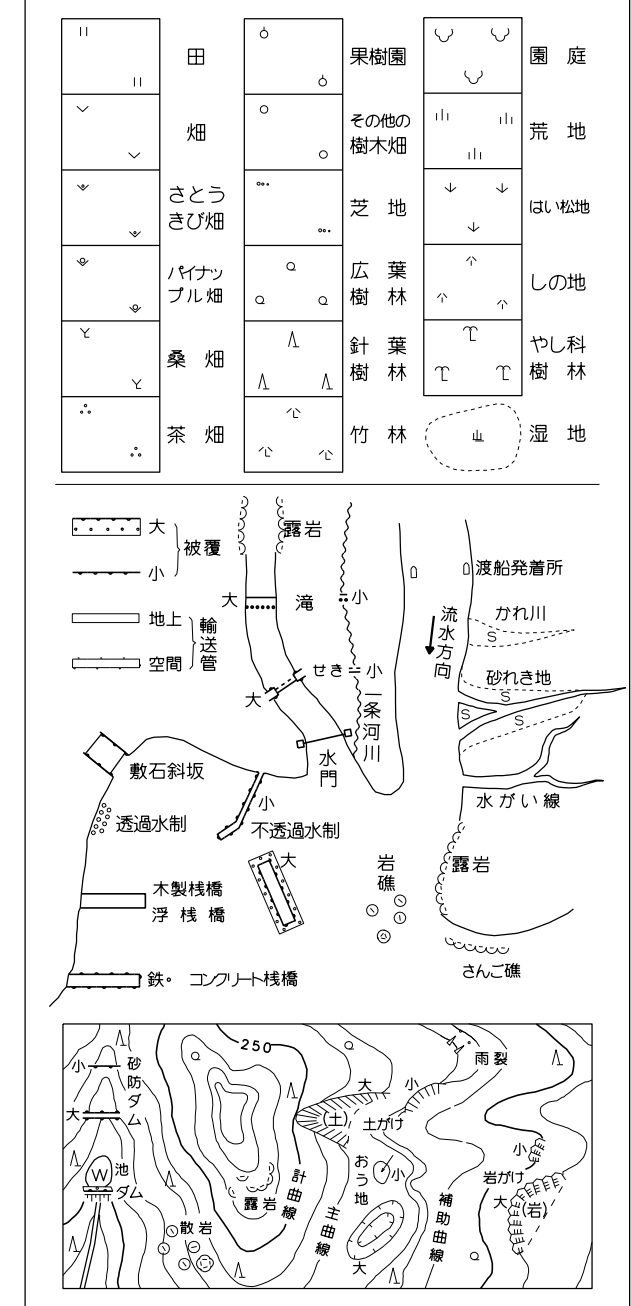 田
畑
さとう
きび畑
パイナッ
プル畑
桑 畑
茶 畑
果樹園
その他の
樹木畑
芝 地
広 葉
樹 林
針 葉
樹 林
竹 林
園 庭
荒 地
はい松地
しの地
やし科
樹 林
湿 地
大
小
被覆
地上
空間
輸送管
露岩
大 滝 小
せき 小
大
一条河川
水門
渡船発着所
流水方向
かれ川
S
砂れき地
S
S
S
水がい線
敷石斜坂
透過水制
小
不透過水制
大
岩礁
露岩
木製桟橋
浮桟橋
鉄・コンクリート桟橋
さんご礁
小 砂防ダム
大
W 池
ダム
散岩
250
露岩
計曲線
主曲線
大 小
(土) 土がけ
おう地
小
大
補助曲線
雨裂
小
岩がけ
大 (岩)